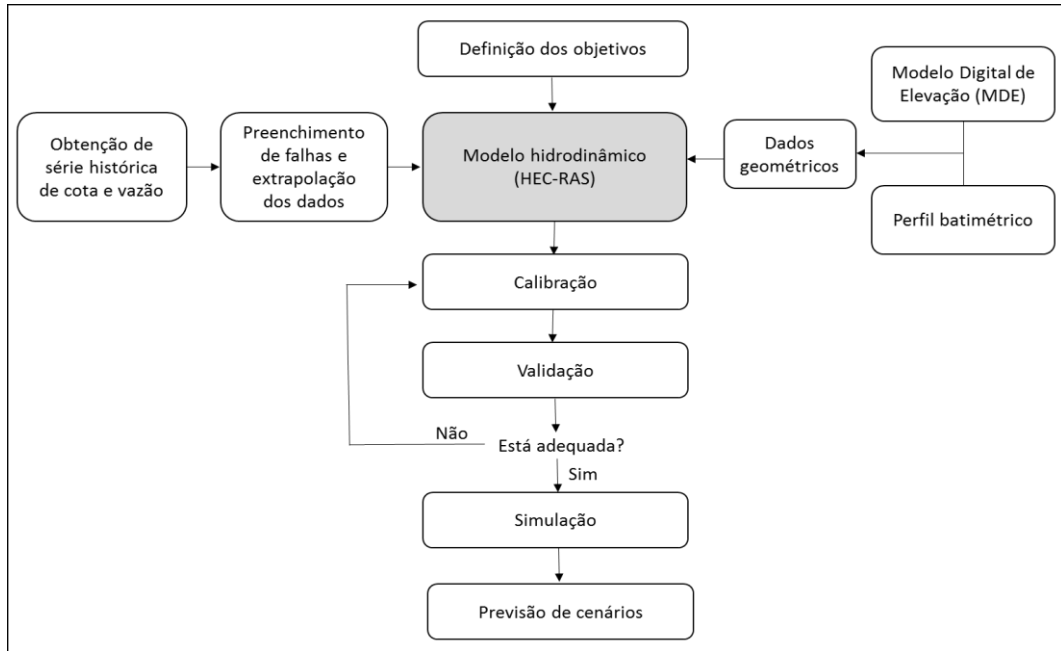 Definição dos objetivos
Modelo Digital de
Elevação (MDE)
Obtenção de
série histórica
de cota e vazão
Preenchimento
de falhas e
extrapolação
dos dados
Modelo hidrodinâmico
(HEC-RAS)
Dados
geométricos
Perfil batimétrico
Calibração
Validação
Não
Está adequada?
Sim
Simulação
Previsão de cenários